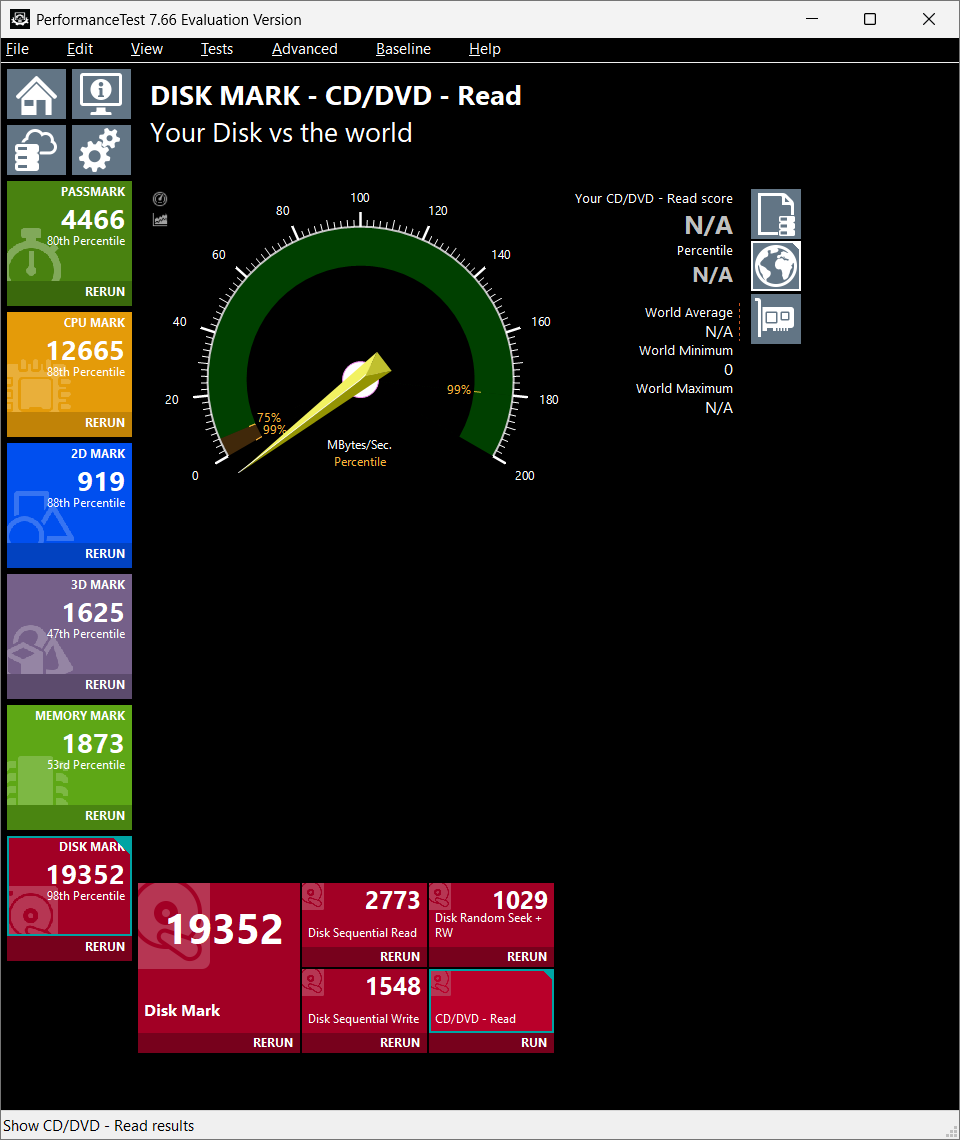 PerformanceTest 7.66 Evaluation Version
File Edit View Tests Advanced Baseline Help
DISK MARK - CD/DVD - Read
Your Disk vs the world
PASSMARK
4466
80th Percentile
RERUN
CPU MARK
12665
88th Percentile
RERUN
2D MARK
919
88th Percentile
RERUN
3D MARK
1625
47th Percentile
RERUN
MEMORY MARK
1873
53rd Percentile
RERUN
DISK MARK
19352
98th Percentile
RERUN
0
20
40
60
80
100
120
140
160
180
200
75%
99%
99%
MBytes/Sec.
Percentile
Your CD/DVD - Read score
N/A
Percentile
N/A
World Average
N/A
World Minimum
0
World Maximum
N/A
19352
Disk Mark
RERUN
2773
Disk Sequential Read
RERUN
1029
Disk Random Seek +
RW
RERUN
1548
Disk Sequential Write
RERUN
CD/DVD - Read
RUN
Show CD/DVD - Read results